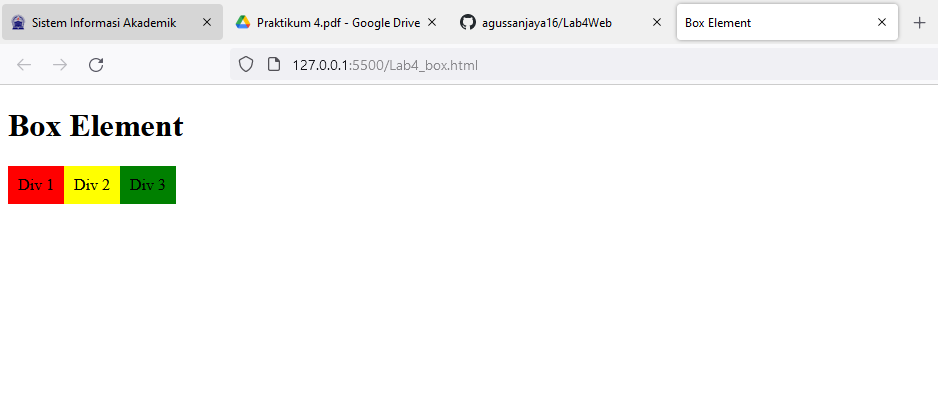 Sistem Informasi Akademik
Praktikum 4.pdf - Google Drive
agussanjaya16/Lab4Web
Box Element
127.0.0.1:5500/Lab4_box.html
Box Element
Div 1 Div 2 Div 3